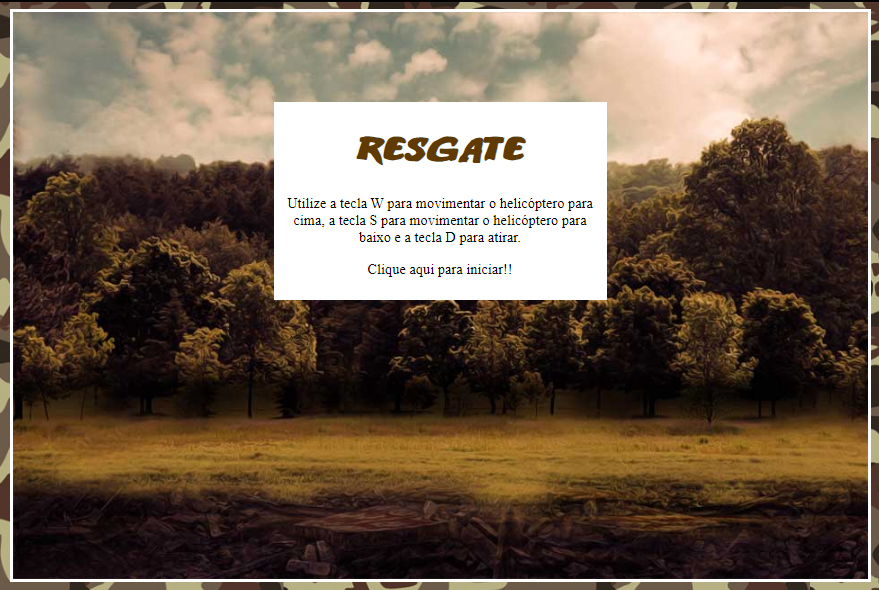 RESGATE
Utilize a tecla W para movimentar o helicóptero para
cima, a tecla S para movimentar o helicóptero para
baixo e a tecla D para atirar.
Clique aqui para iniciar!!